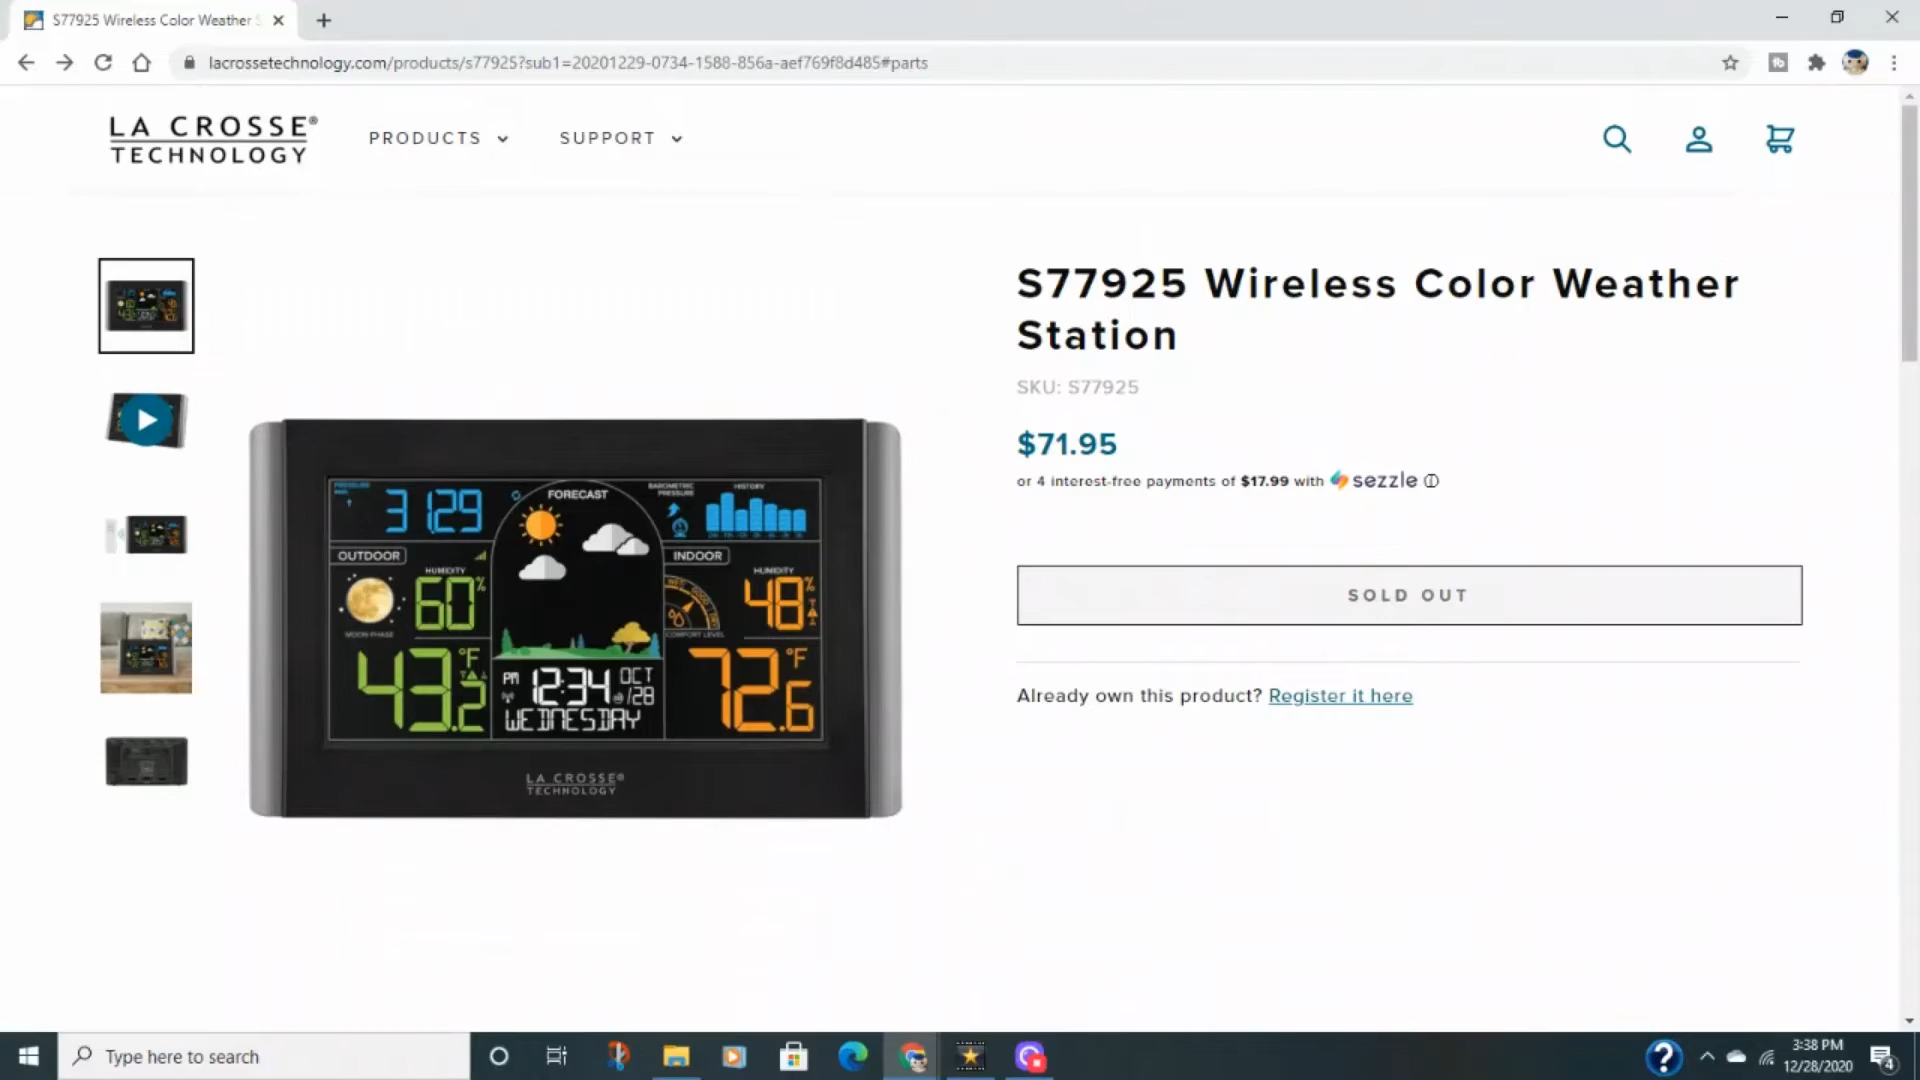 S77925 Wireless Color Weather S
lacrossetechnology.com/products/s77925?sub1=20201229-0734-1588-856a-aef769f8d485#parts
LA CROSSE®
TECHNOLOGY
PRODUCTS
SUPPORT
S77925 Wireless Color Weather
Station
SKU: S77925
$71.95
or 4 interest-free payments of $17.99 with sezzle
SOLD OUT
Already own this product? Register it here
PRESSURE
31.29
FORECAST
BAROMETRIC
PRESSURE
HISTORY
OUTDOOR
HUMIDITY
60%
MOON PHASE
43.2 °F
INDOOR
HUMIDITY
48%
COMFORT LEVEL
72.6 °F
PM 12:34 OCT
/28
WEDNESDAY
LA CROSSE®
TECHNOLOGY
Type here to search
3:38 PM
12/28/2020
4